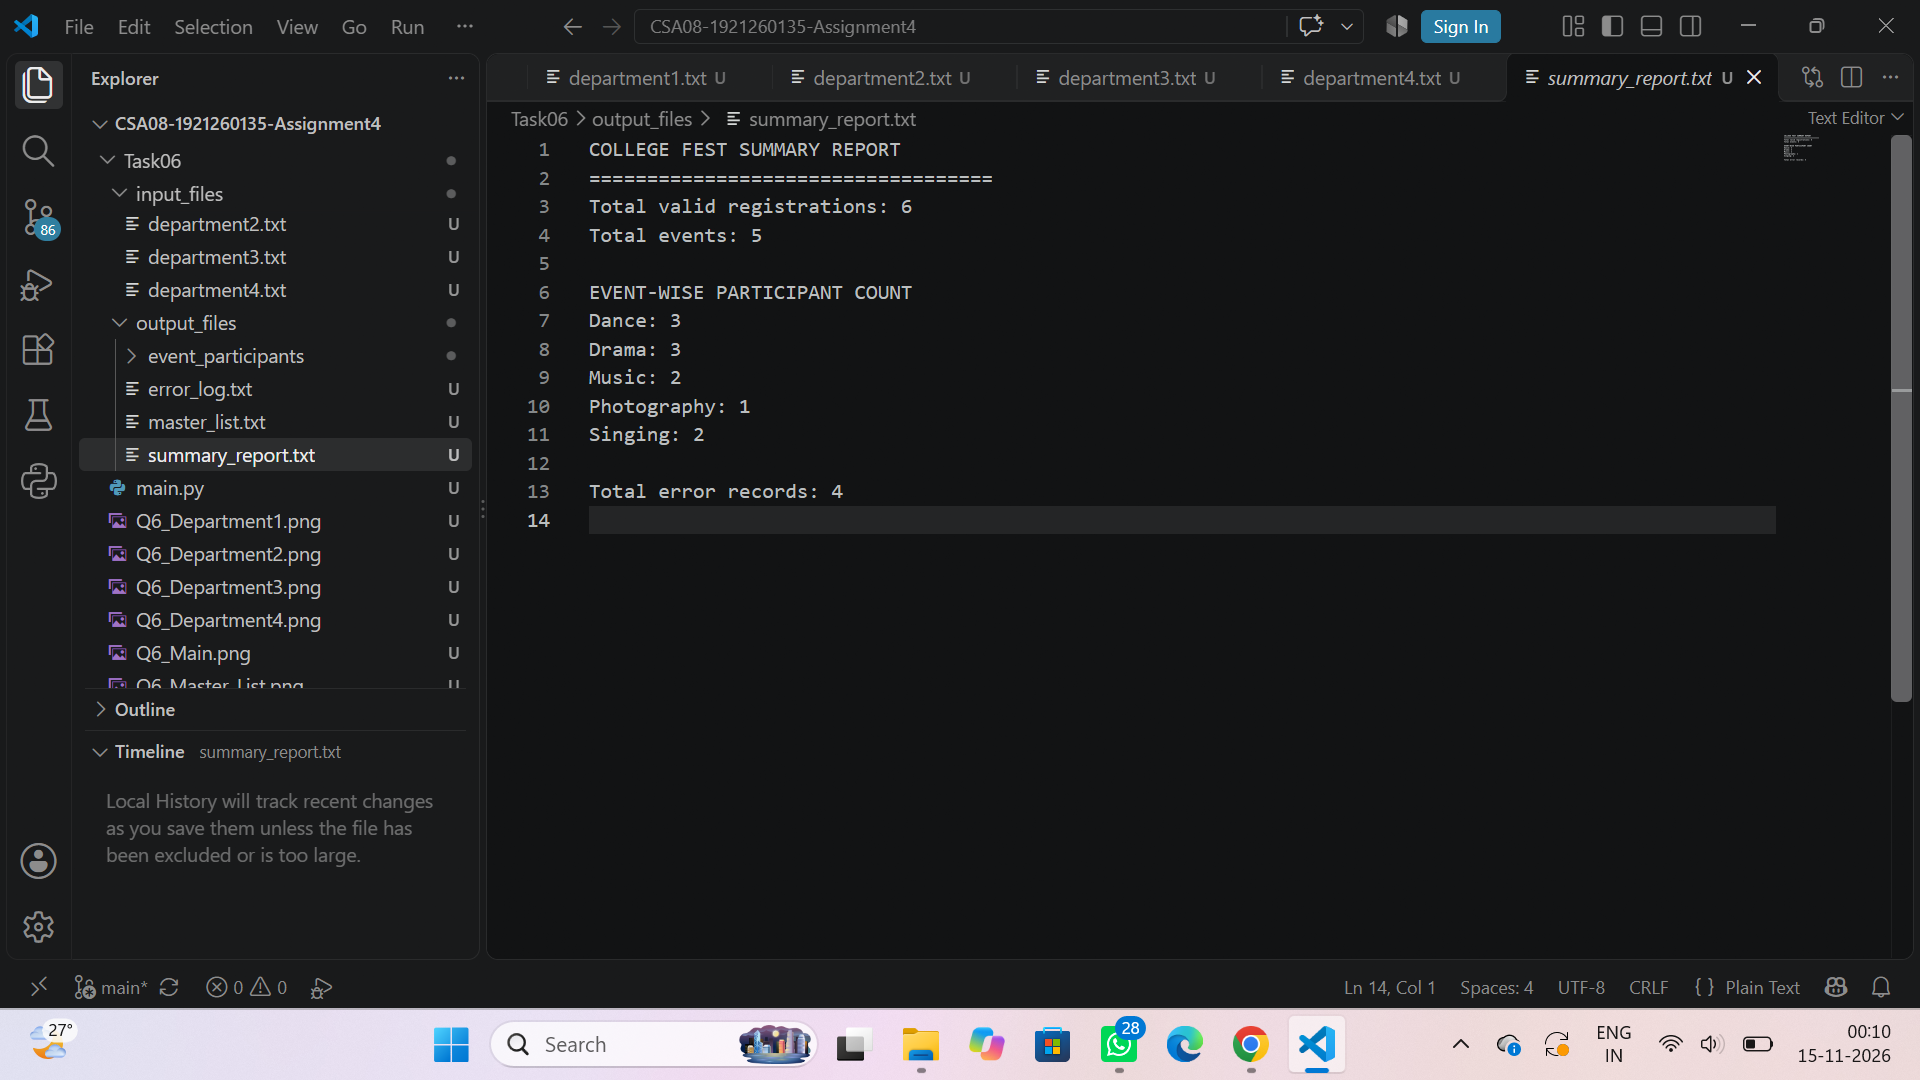 File Edit Selection View Go Run ··· CSA08-1921260135-Assignment4 Sign In
Explorer ···
department1.txt U department2.txt U department3.txt U department4.txt U summary_report.txt U ···
Task06 > output_files > summary_report.txt
Text Editor
CSA08-1921260135-Assignment4
Task06
input_files
department2.txt U
department3.txt U
department4.txt U
output_files
event_participants
error_log.txt U
master_list.txt U
summary_report.txt U
main.py U
Q6_Department1.png U
Q6_Department2.png U
Q6_Department3.png U
Q6_Department4.png U
Q6_Main.png U
Q6_Master_List.png U
Outline
Timeline summary_report.txt
Local History will track recent changes
as you save them unless the file has
been excluded or is too large.
86
1 COLLEGE FEST SUMMARY REPORT
2 ===================================
3 Total valid registrations: 6
4 Total events: 5
5
6 EVENT-WISE PARTICIPANT COUNT
7 Dance: 3
8 Drama: 3
9 Music: 2
10 Photography: 1
11 Singing: 2
12
13 Total error records: 4
14
main* 0 0 Ln 14, Col 1 Spaces: 4 UTF-8 CRLF { } Plain Text
27° Search 28 ENG
IN
00:10
15-11-2026